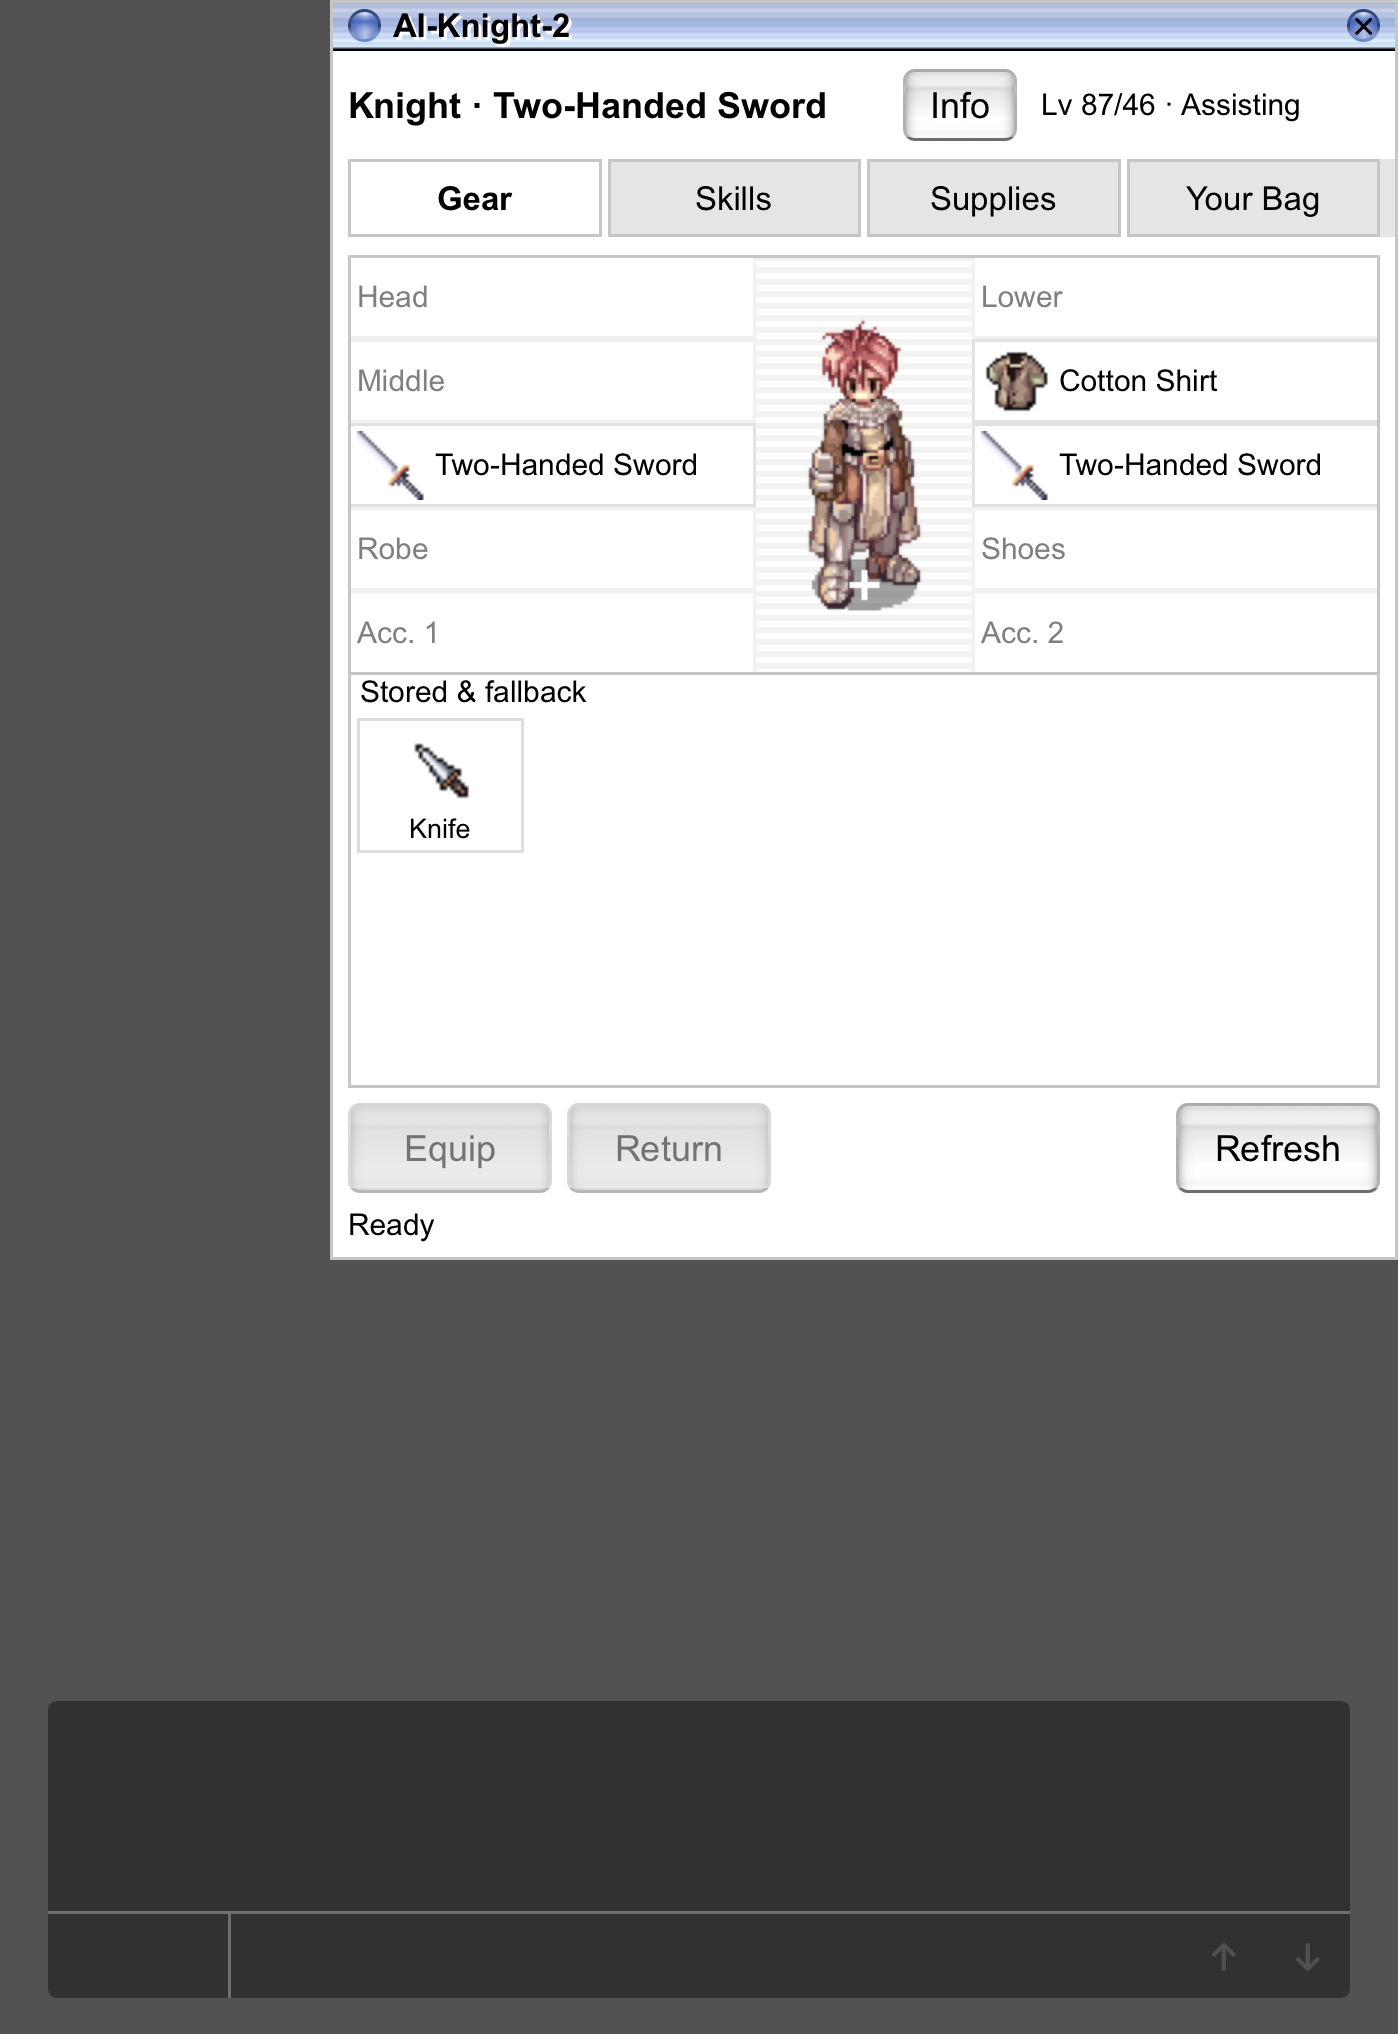 AI-Knight-2
Knight · Two-Handed Sword
Info
Lv 87/46 · Assisting
Gear
Skills
Supplies
Your Bag
Head
Lower
Middle
Cotton Shirt
Two-Handed Sword
Two-Handed Sword
Robe
Shoes
Acc. 1
Acc. 2
Stored & fallback
Knife
Equip
Return
Refresh
Ready